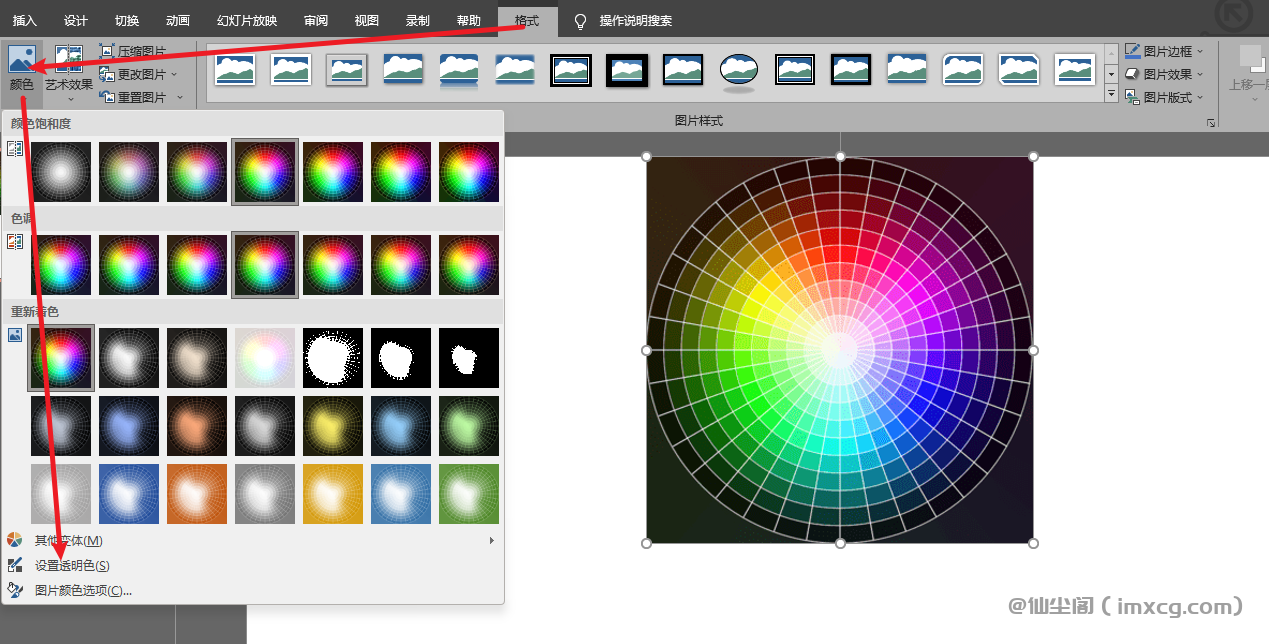 插入 设计 切换 动画 幻灯片放映 审阅 视图 录制 帮助 格式 操作说明搜索
颜色 艺术效果 压缩图片 更改图片 重置图片
图片边框 图片效果 图片版式 上移一层
图片样式
颜色饱和度
色调
重新着色
其他变体(M)
设置透明色(S)
图片颜色选项(C)...
@仙尘阁（imxcg.com）